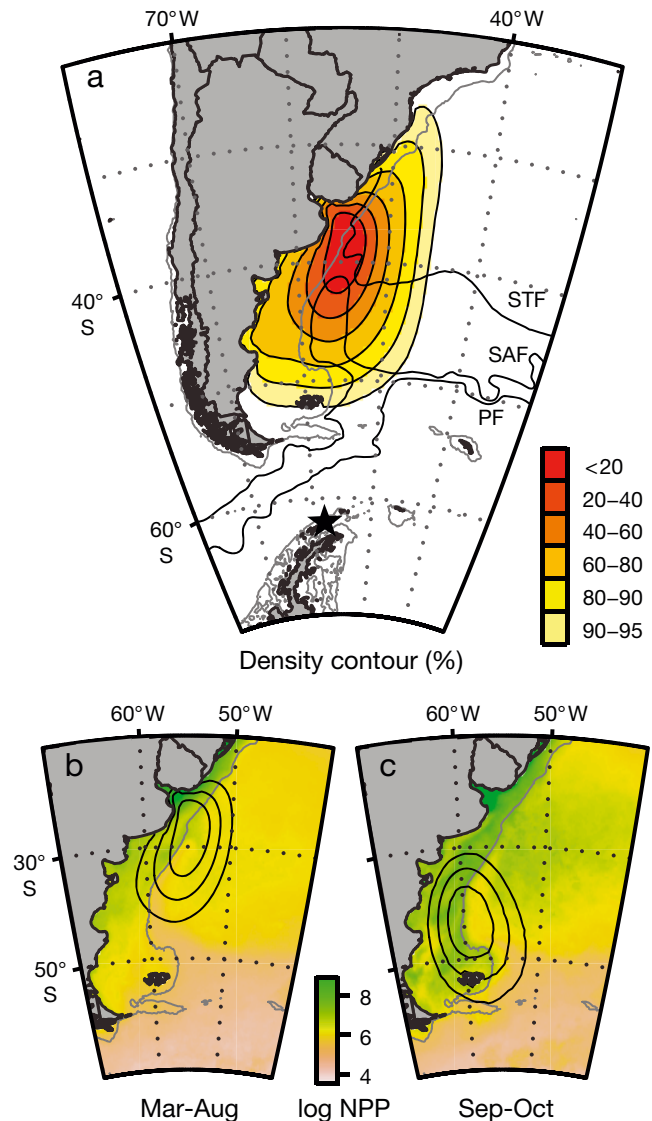 70°W
40°W
a
40°
S
STF
SAF
PF
60°
S
<20
20–40
40–60
60–80
80–90
90–95
Density contour (%)
60°W
50°W
60°W
50°W
b
c
30°
S
50°
S
8
6
4
Mar-Aug
log NPP
Sep-Oct